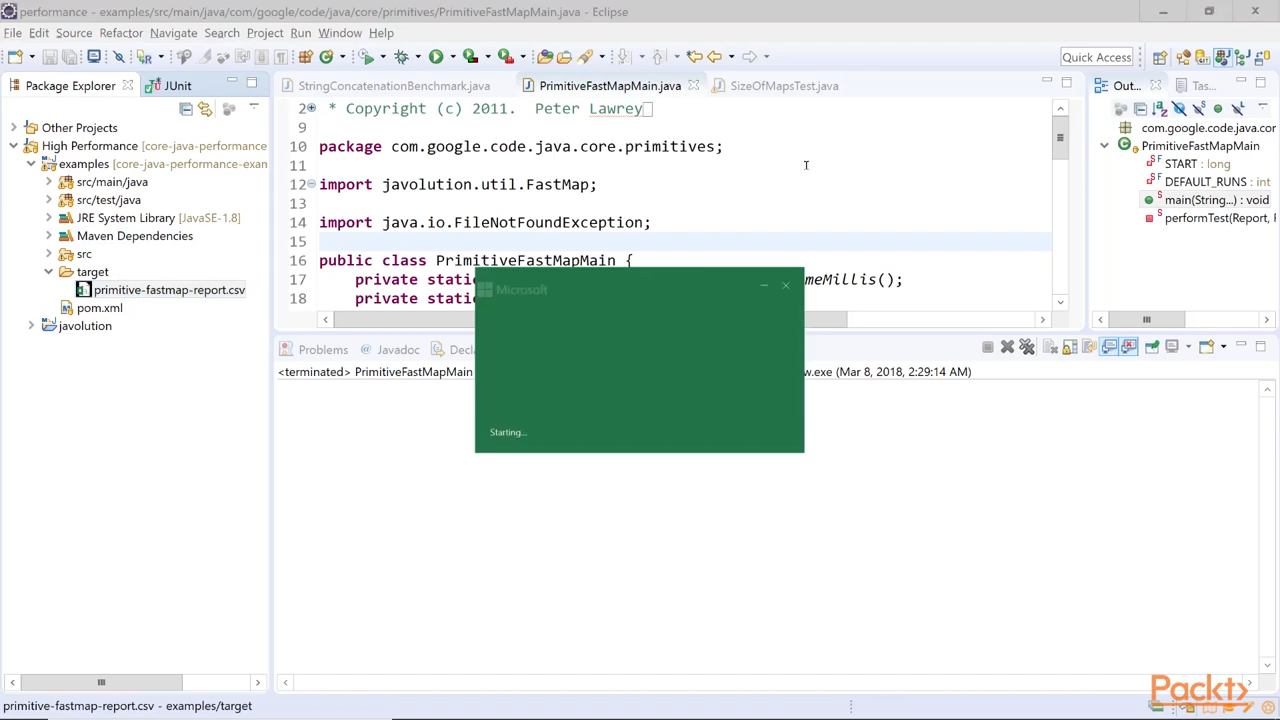 performance - examples/src/main/java/com/google/code/java/core/primitives/PrimitiveFastMapMain.java - Eclipse
File Edit Source Refactor Navigate Search Project Run Window Help
Quick Access
Package Explorer
JUnit
Other Projects
High Performance [core-java-performance
examples [core-java-performance-exan
src/main/java
src/test/java
JRE System Library [JavaSE-1.8]
Maven Dependencies
src
target
primitive-fastmap-report.csv
pom.xml
javolution
StringConcatenationBenchmark.java
PrimitiveFastMapMain.java
SizeOfMapsTest.java
2 * Copyright (c) 2011. Peter Lawrey
9
10 package com.google.code.java.core.primitives;
11
12 import javolution.util.FastMap;
13
14 import java.io.FileNotFoundException;
15
16 public class PrimitiveFastMapMain {
17 private stati meMillis();
18 private stati
Microsoft
Starting...
Out...
Tas...
com.google.code.java.cor
PrimitiveFastMapMain
START : long
DEFAULT_RUNS : int
main(String...) : void
performTest(Report, F
Problems
Javadoc
Decla
<terminated> PrimitiveFastMapMain w.exe (Mar 8, 2018, 2:29:14 AM)
Packt>
primitive-fastmap-report.csv - examples/target